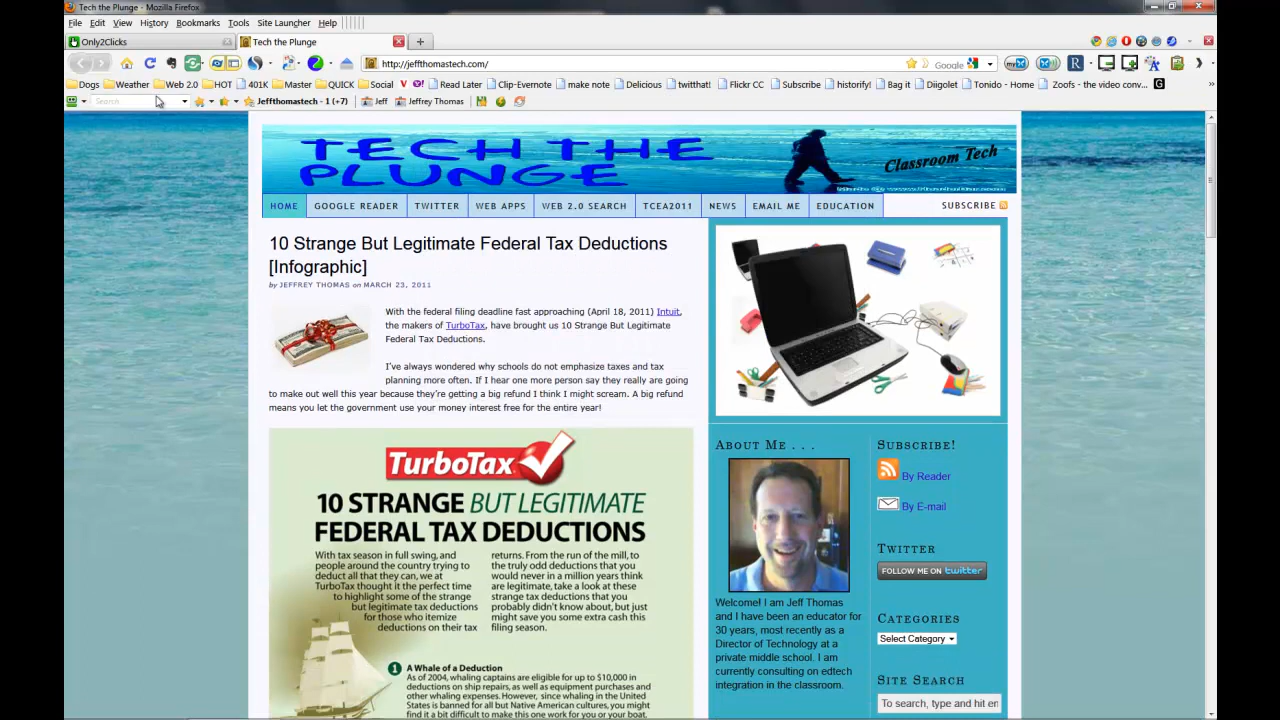 Tech the Plunge - Mozilla Firefox
File Edit View History Bookmarks Tools Site Launcher Help
Only2Clicks Tech the Plunge
http://jeffthomastech.com/ Google
Dogs Weather Web 2.0 HOT 401K Master QUICK Social Read Later Clip-Evernote make note Delicious twitthat! Flickr CC Subscribe historify! Bag it Diigolet Tonido - Home Zoofs - the video conv...
Search Jeffthomastech - 1 (+7) Jeff Jeffrey Thomas
TECH THE
PLUNGE
Classroom Tech
HOME GOOGLE READER TWITTER WEB APPS WEB 2.0 SEARCH TCEA2011 NEWS EMAIL ME EDUCATION SUBSCRIBE
10 Strange But Legitimate Federal Tax Deductions
[Infographic]
by JEFFREY THOMAS on MARCH 23, 2011
With the federal filing deadline fast approaching (April 18, 2011) Intuit,
the makers of TurboTax, have brought us 10 Strange But Legitimate
Federal Tax Deductions.
I've always wondered why schools do not emphasize taxes and tax
planning more often. If I hear one more person say they really are going
to make out well this year because they're getting a big refund I think I might scream. A big refund
means you let the government use your money interest free for the entire year!
TurboTax
10 STRANGE BUT LEGITIMATE
FEDERAL TAX DEDUCTIONS
With tax season in full swing, and
people around the country trying to
deduct all that they can, we at
TurboTax thought it the perfect time
to highlight some of the strange
but legitimate tax deductions
for those who itemize
deductions on their tax
returns. From the run of the mill, to
the truly odd deductions that you
would never in a million years think
are legitimate, take a look at these
strange tax deductions that you
probably didn't know about, but just
might save you some extra cash this
filing season.
1 A Whale of a Deduction
As of 2004, whaling captains are eligible for up to $10,000 in
deductions on ship repairs, as well as equipment purchases and
other whaling expenses. However, since whaling in the United
States is banned for all but Native American cultures, you might
find it a bit difficult to make this one work for you or your boat.
About Me . . .
Welcome! I am Jeff Thomas
and I have been an educator for
30 years, most recently as a
Director of Technology at a
private middle school. I am
currently consulting on edtech
integration in the classroom.
Subscribe!
By Reader
By E-mail
Twitter
FOLLOW ME ON twitter
Categories
Select Category
Site Search
To search, type and hit en